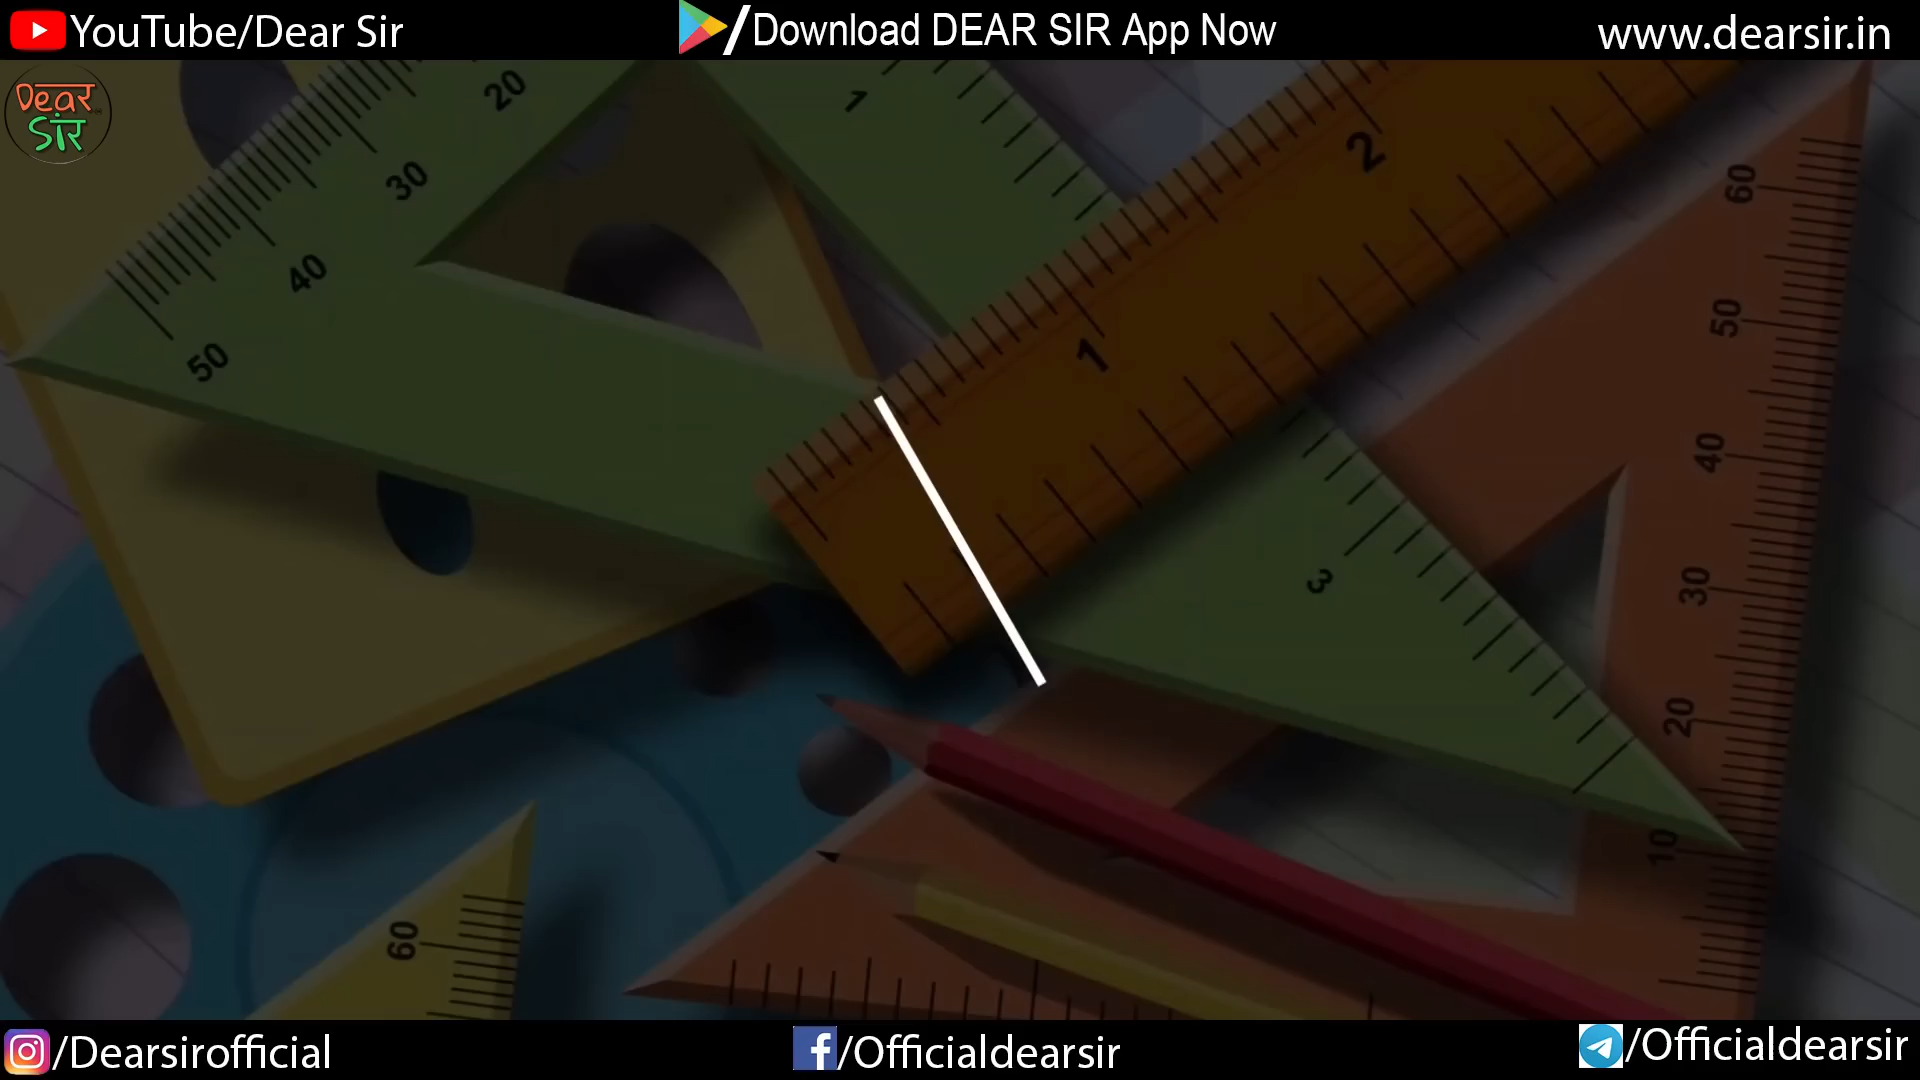 YouTube/Dear Sir
/Download DEAR SIR App Now
www.dearsir.in
Dear
Sंर
20
30
40
50
1
2
1
3
60
50
40
30
20
10
60
/Dearsirofficial
/Officialdearsir
/Officialdearsir